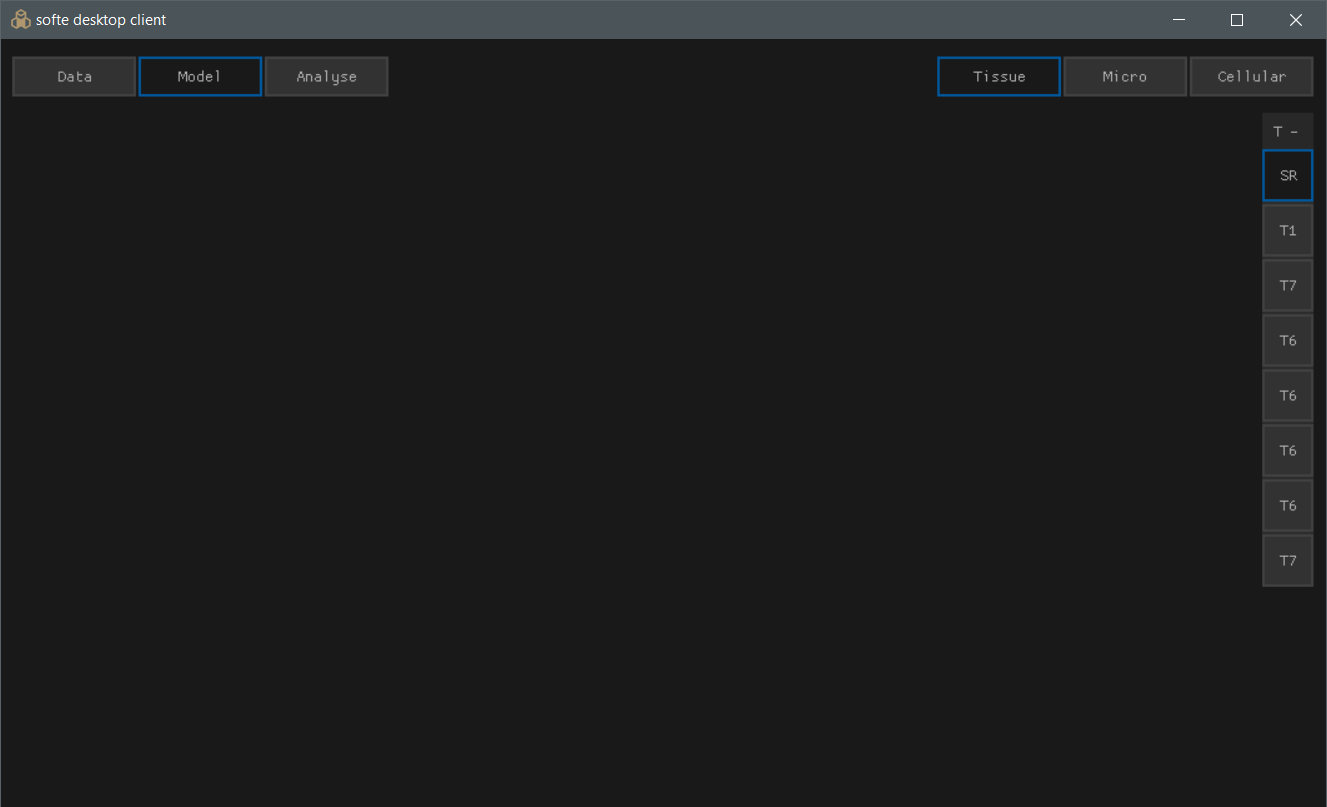 softe desktop client
Data Model Analyse Tissue Micro Cellular
T -
SR
T1
T7
T6
T6
T6
T6
T7